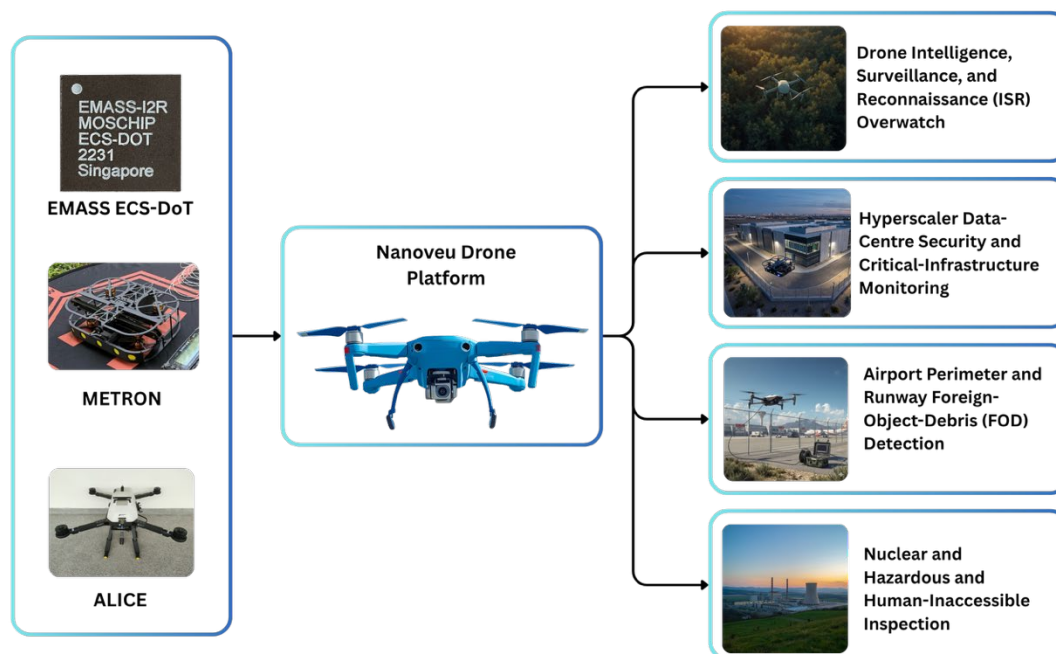 EMASS-I2R
MOSCHIP
ECS-DOT
2231
Singapore
EMASS ECS-DoT
METRON
ALICE
Nanoveu Drone
Platform
Drone Intelligence,
Surveillance, and
Reconnaissance (ISR)
Overwatch
Hyperscaler Data-
Centre Security and
Critical-Infrastructure
Monitoring
Airport Perimeter and
Runway Foreign-
Object-Debris (FOD)
Detection
Nuclear and
Hazardous and
Human-Inaccessible
Inspection